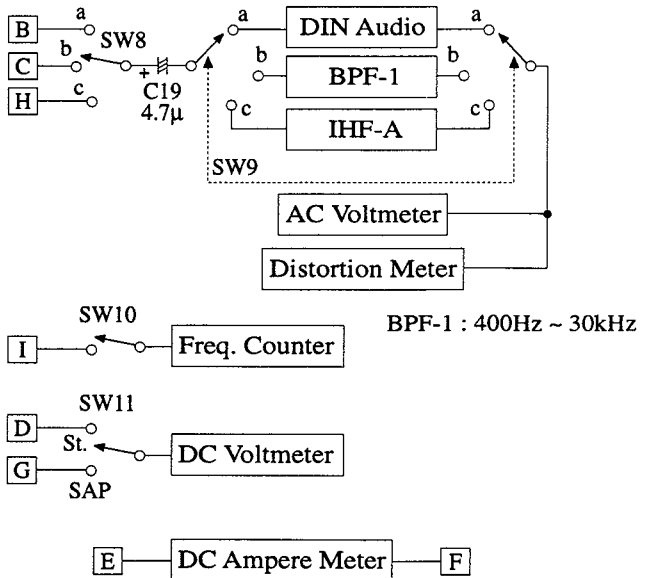 B a SW8 a DIN Audio a
C b b BPF-1 b
H c + C19 c IHF-A c
4.7μ
SW9
AC Voltmeter
Distortion Meter
SW10 BPF-1 : 400Hz ~ 30kHz
I Freq. Counter
SW11
D
St. DC Voltmeter
G
SAP
E DC Ampere Meter F